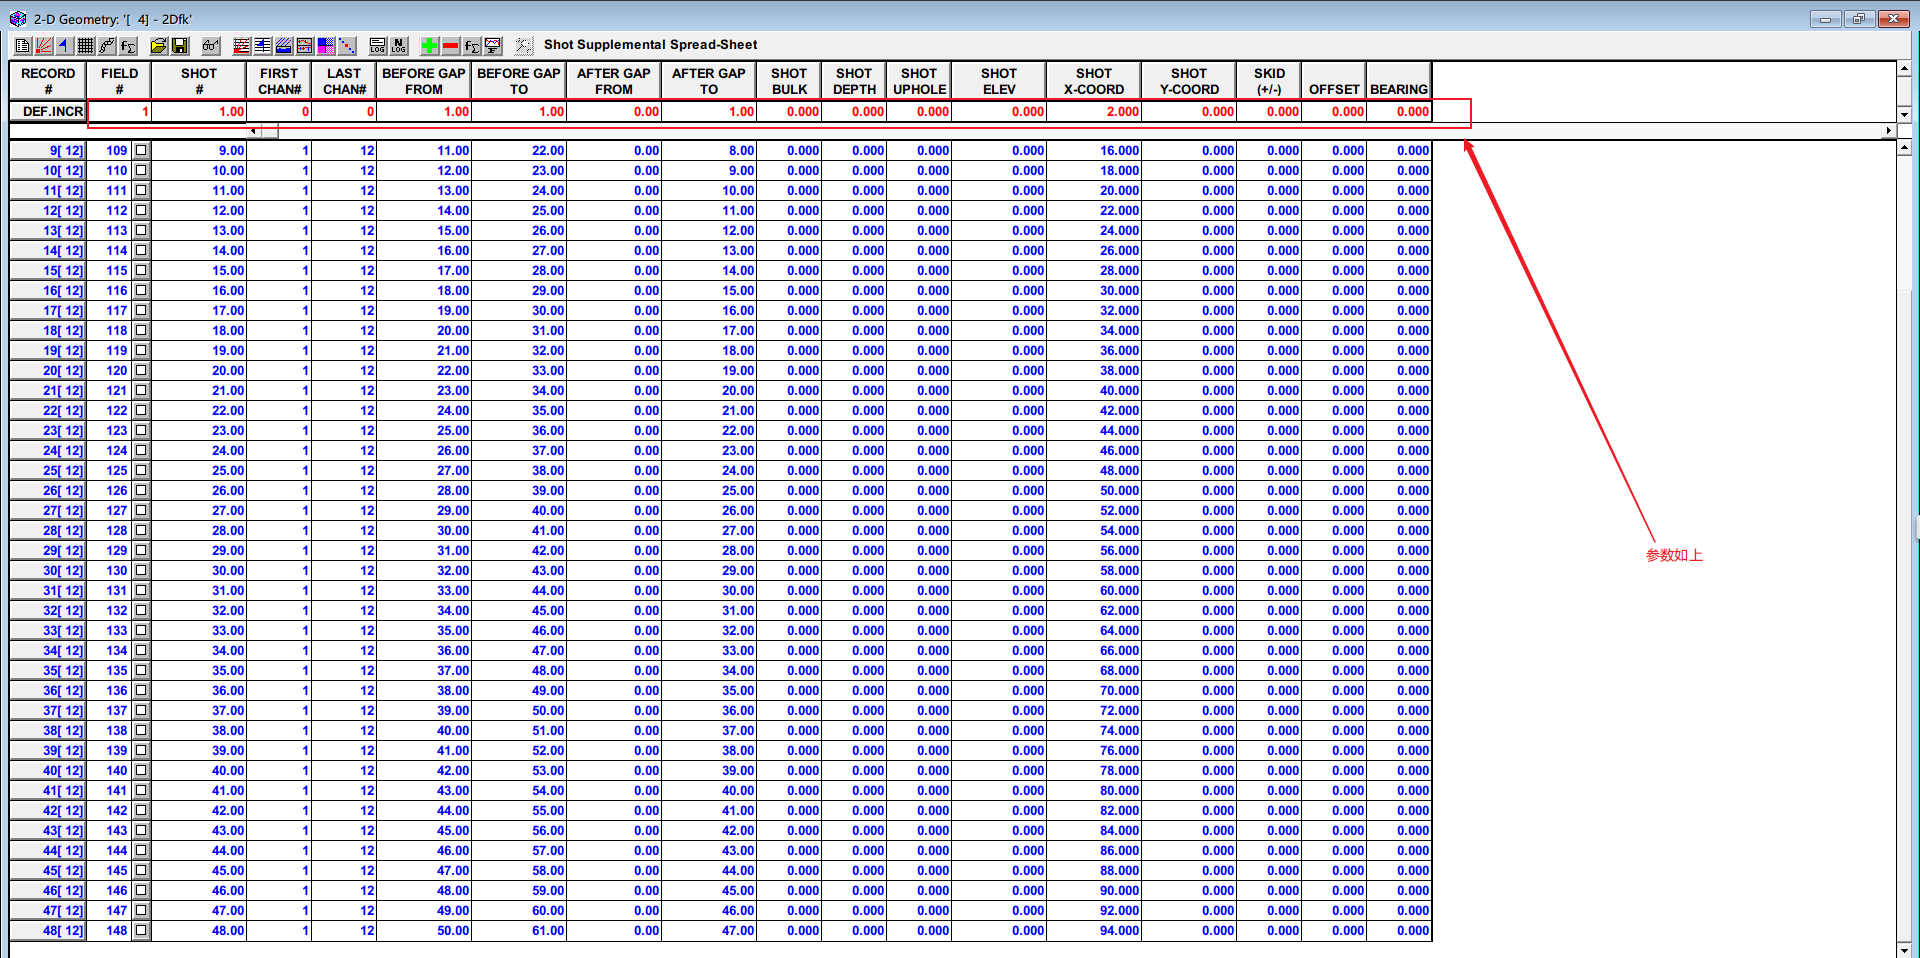 2-D Geometry: '[  4] - 2Dfk'
Shot Supplemental Spread-Sheet
RECORD # FIELD # SHOT # FIRST CHAN# LAST CHAN# BEFORE GAP FROM BEFORE GAP TO AFTER GAP FROM AFTER GAP TO SHOT BULK SHOT DEPTH SHOT UPHOLE SHOT ELEV SHOT X-COORD SHOT Y-COORD SKID (+/-) OFFSET BEARING
DEF.INCR 1 1.00 0 0 1.00 1.00 0.00 1.00 0.000 0.000 0.000 0.000 2.000 0.000 0.000 0.000 0.000
9[ 12] 109 9.00 1 12 11.00 22.00 0.00 8.00 0.000 0.000 0.000 0.000 16.000 0.000 0.000 0.000 0.000
10[ 12] 110 10.00 1 12 12.00 23.00 0.00 9.00 0.000 0.000 0.000 0.000 18.000 0.000 0.000 0.000 0.000
11[ 12] 111 11.00 1 12 13.00 24.00 0.00 10.00 0.000 0.000 0.000 0.000 20.000 0.000 0.000 0.000 0.000
12[ 12] 112 12.00 1 12 14.00 25.00 0.00 11.00 0.000 0.000 0.000 0.000 22.000 0.000 0.000 0.000 0.000
13[ 12] 113 13.00 1 12 15.00 26.00 0.00 12.00 0.000 0.000 0.000 0.000 24.000 0.000 0.000 0.000 0.000
14[ 12] 114 14.00 1 12 16.00 27.00 0.00 13.00 0.000 0.000 0.000 0.000 26.000 0.000 0.000 0.000 0.000
15[ 12] 115 15.00 1 12 17.00 28.00 0.00 14.00 0.000 0.000 0.000 0.000 28.000 0.000 0.000 0.000 0.000
16[ 12] 116 16.00 1 12 18.00 29.00 0.00 15.00 0.000 0.000 0.000 0.000 30.000 0.000 0.000 0.000 0.000
17[ 12] 117 17.00 1 12 19.00 30.00 0.00 16.00 0.000 0.000 0.000 0.000 32.000 0.000 0.000 0.000 0.000
18[ 12] 118 18.00 1 12 20.00 31.00 0.00 17.00 0.000 0.000 0.000 0.000 34.000 0.000 0.000 0.000 0.000
19[ 12] 119 19.00 1 12 21.00 32.00 0.00 18.00 0.000 0.000 0.000 0.000 36.000 0.000 0.000 0.000 0.000
20[ 12] 120 20.00 1 12 22.00 33.00 0.00 19.00 0.000 0.000 0.000 0.000 38.000 0.000 0.000 0.000 0.000
21[ 12] 121 21.00 1 12 23.00 34.00 0.00 20.00 0.000 0.000 0.000 0.000 40.000 0.000 0.000 0.000 0.000
22[ 12] 122 22.00 1 12 24.00 35.00 0.00 21.00 0.000 0.000 0.000 0.000 42.000 0.000 0.000 0.000 0.000
23[ 12] 123 23.00 1 12 25.00 36.00 0.00 22.00 0.000 0.000 0.000 0.000 44.000 0.000 0.000 0.000 0.000
24[ 12] 124 24.00 1 12 26.00 37.00 0.00 23.00 0.000 0.000 0.000 0.000 46.000 0.000 0.000 0.000 0.000
25[ 12] 125 25.00 1 12 27.00 38.00 0.00 24.00 0.000 0.000 0.000 0.000 48.000 0.000 0.000 0.000 0.000
26[ 12] 126 26.00 1 12 28.00 39.00 0.00 25.00 0.000 0.000 0.000 0.000 50.000 0.000 0.000 0.000 0.000
27[ 12] 127 27.00 1 12 29.00 40.00 0.00 26.00 0.000 0.000 0.000 0.000 52.000 0.000 0.000 0.000 0.000
28[ 12] 128 28.00 1 12 30.00 41.00 0.00 27.00 0.000 0.000 0.000 0.000 54.000 0.000 0.000 0.000 0.000
29[ 12] 129 29.00 1 12 31.00 42.00 0.00 28.00 0.000 0.000 0.000 0.000 56.000 0.000 0.000 0.000 0.000
30[ 12] 130 30.00 1 12 32.00 43.00 0.00 29.00 0.000 0.000 0.000 0.000 58.000 0.000 0.000 0.000 0.000
31[ 12] 131 31.00 1 12 33.00 44.00 0.00 30.00 0.000 0.000 0.000 0.000 60.000 0.000 0.000 0.000 0.000
32[ 12] 132 32.00 1 12 34.00 45.00 0.00 31.00 0.000 0.000 0.000 0.000 62.000 0.000 0.000 0.000 0.000
33[ 12] 133 33.00 1 12 35.00 46.00 0.00 32.00 0.000 0.000 0.000 0.000 64.000 0.000 0.000 0.000 0.000
34[ 12] 134 34.00 1 12 36.00 47.00 0.00 33.00 0.000 0.000 0.000 0.000 66.000 0.000 0.000 0.000 0.000
35[ 12] 135 35.00 1 12 37.00 48.00 0.00 34.00 0.000 0.000 0.000 0.000 68.000 0.000 0.000 0.000 0.000
36[ 12] 136 36.00 1 12 38.00 49.00 0.00 35.00 0.000 0.000 0.000 0.000 70.000 0.000 0.000 0.000 0.000
37[ 12] 137 37.00 1 12 39.00 50.00 0.00 36.00 0.000 0.000 0.000 0.000 72.000 0.000 0.000 0.000 0.000
38[ 12] 138 38.00 1 12 40.00 51.00 0.00 37.00 0.000 0.000 0.000 0.000 74.000 0.000 0.000 0.000 0.000
39[ 12] 139 39.00 1 12 41.00 52.00 0.00 38.00 0.000 0.000 0.000 0.000 76.000 0.000 0.000 0.000 0.000
40[ 12] 140 40.00 1 12 42.00 53.00 0.00 39.00 0.000 0.000 0.000 0.000 78.000 0.000 0.000 0.000 0.000
41[ 12] 141 41.00 1 12 43.00 54.00 0.00 40.00 0.000 0.000 0.000 0.000 80.000 0.000 0.000 0.000 0.000
42[ 12] 142 42.00 1 12 44.00 55.00 0.00 41.00 0.000 0.000 0.000 0.000 82.000 0.000 0.000 0.000 0.000
43[ 12] 143 43.00 1 12 45.00 56.00 0.00 42.00 0.000 0.000 0.000 0.000 84.000 0.000 0.000 0.000 0.000
44[ 12] 144 44.00 1 12 46.00 57.00 0.00 43.00 0.000 0.000 0.000 0.000 86.000 0.000 0.000 0.000 0.000
45[ 12] 145 45.00 1 12 47.00 58.00 0.00 44.00 0.000 0.000 0.000 0.000 88.000 0.000 0.000 0.000 0.000
46[ 12] 146 46.00 1 12 48.00 59.00 0.00 45.00 0.000 0.000 0.000 0.000 90.000 0.000 0.000 0.000 0.000
47[ 12] 147 47.00 1 12 49.00 60.00 0.00 46.00 0.000 0.000 0.000 0.000 92.000 0.000 0.000 0.000 0.000
48[ 12] 148 48.00 1 12 50.00 61.00 0.00 47.00 0.000 0.000 0.000 0.000 94.000 0.000 0.000 0.000 0.000
参数如上